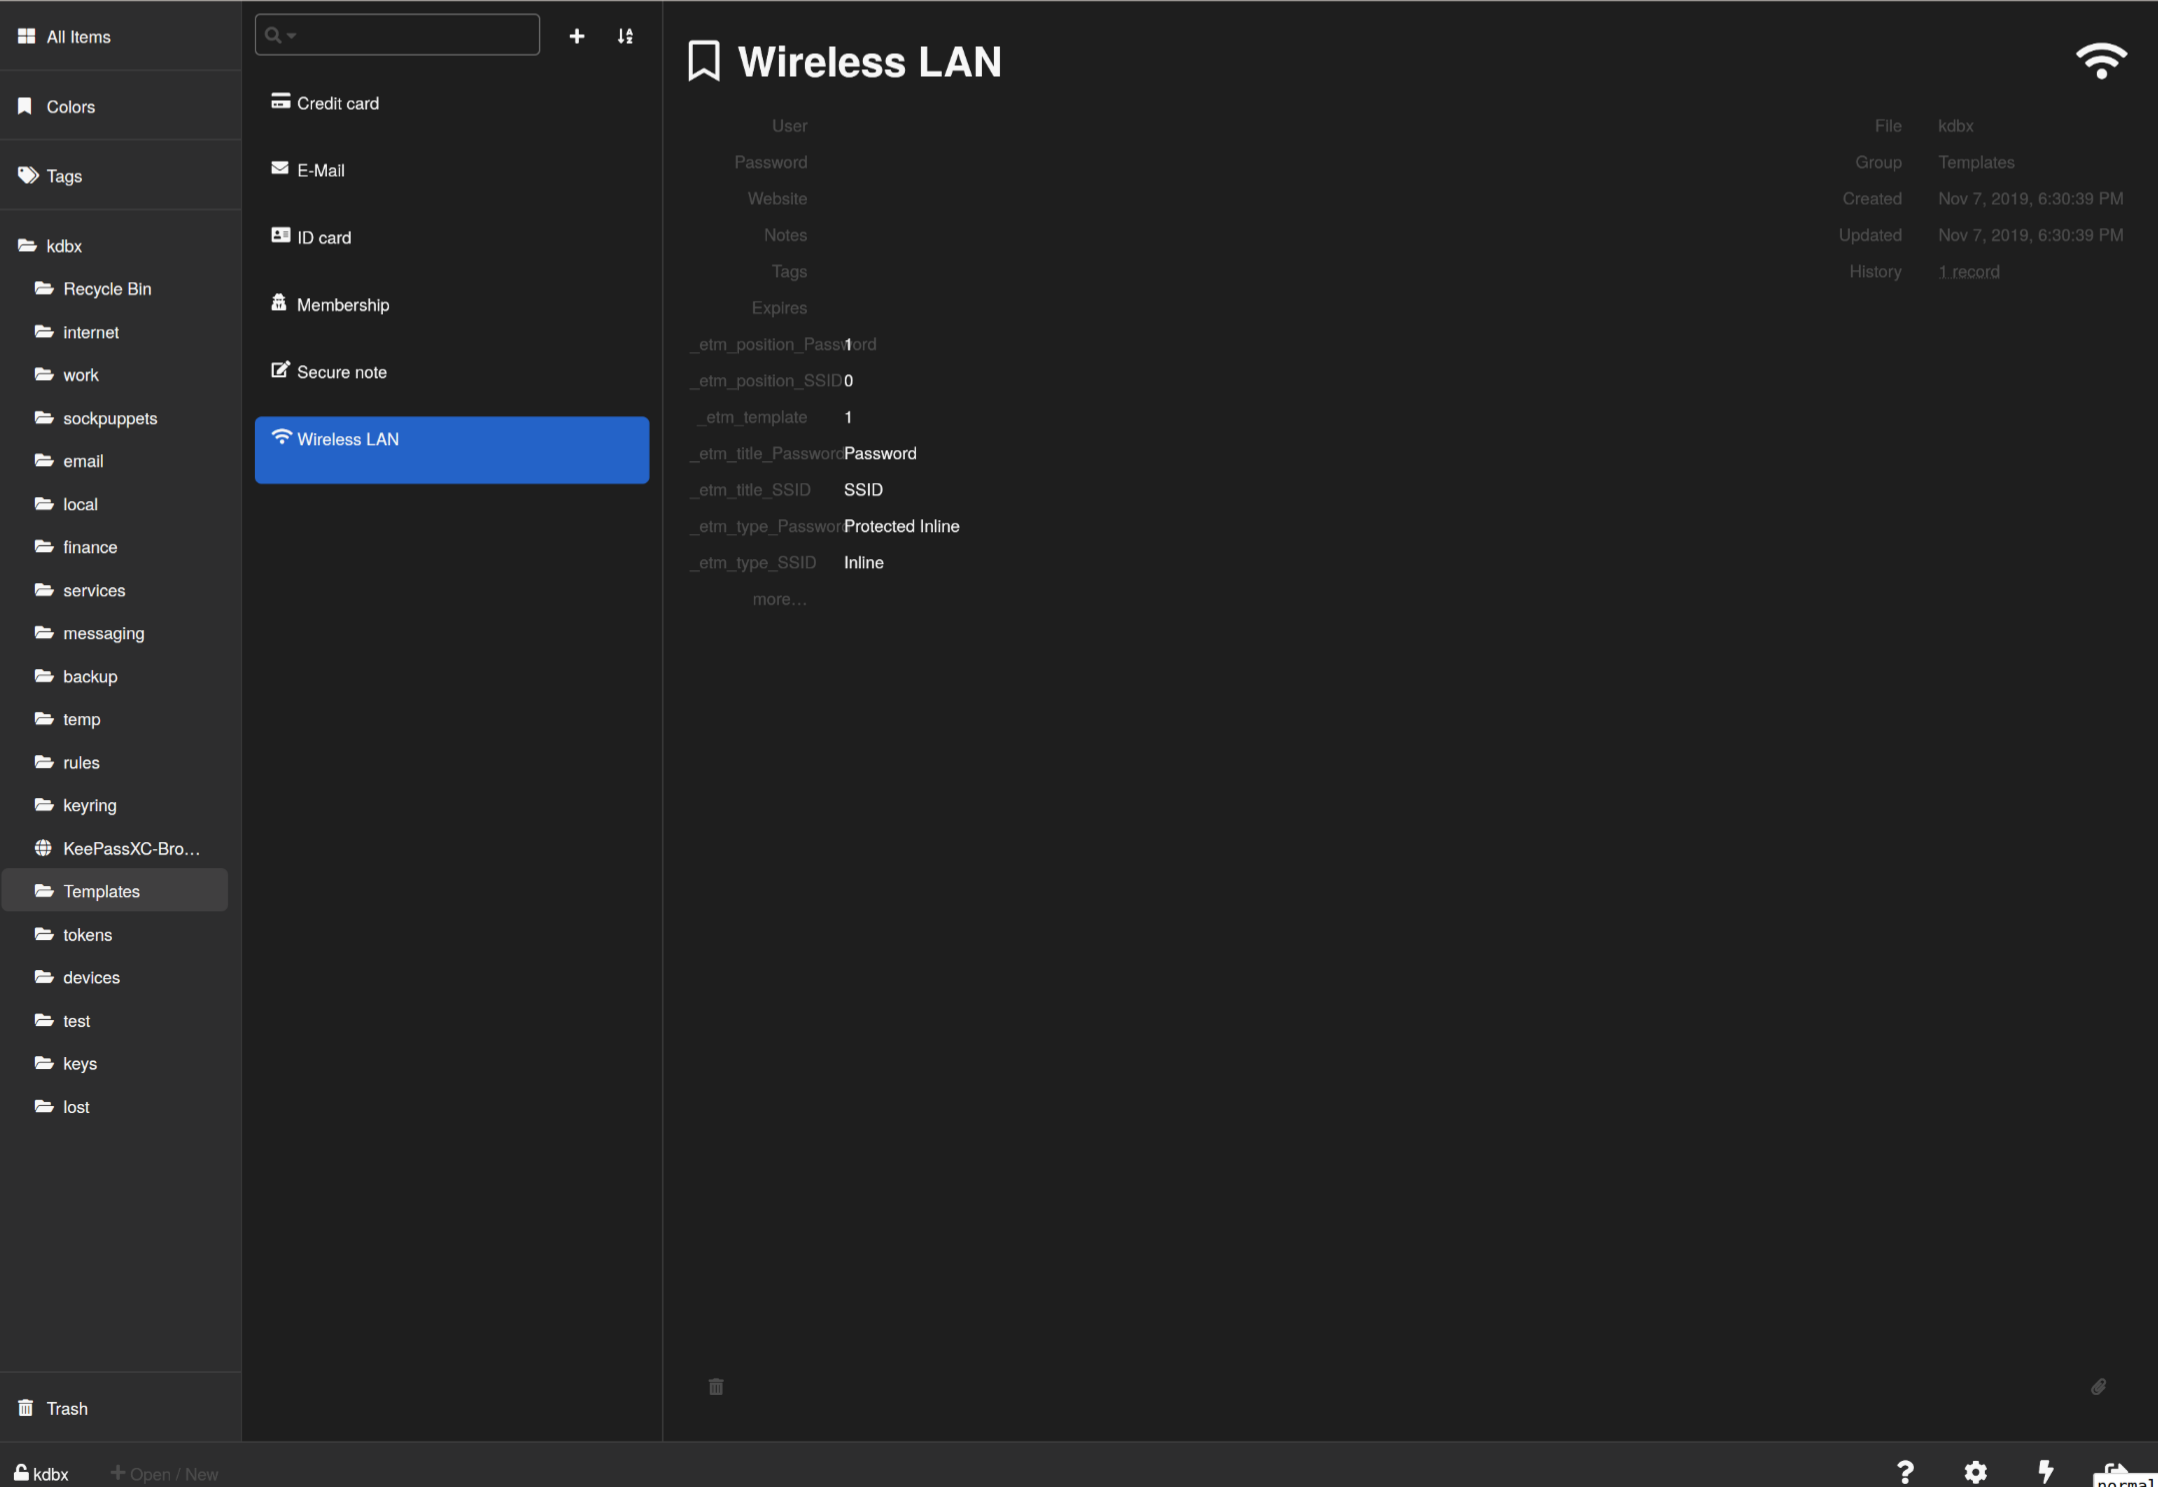 All Items
Colors
Tags
kdbx
Recycle Bin
internet
work
sockpuppets
email
local
finance
services
messaging
backup
temp
rules
keyring
KeePassXC-Bro…
Templates
tokens
devices
test
keys
lost
Trash
Credit card
E-Mail
ID card
Membership
Secure note
Wireless LAN
Wireless LAN
User
Password
Website
Notes
Tags
Expires
_etm_position_Password 1
_etm_position_SSID 0
_etm_template 1
_etm_title_Password Password
_etm_title_SSID SSID
_etm_type_Password Protected Inline
_etm_type_SSID Inline
more…
File kdbx
Group Templates
Created Nov 7, 2019, 6:30:39 PM
Updated Nov 7, 2019, 6:30:39 PM
History 1 record
kdbx
Open / New
normal